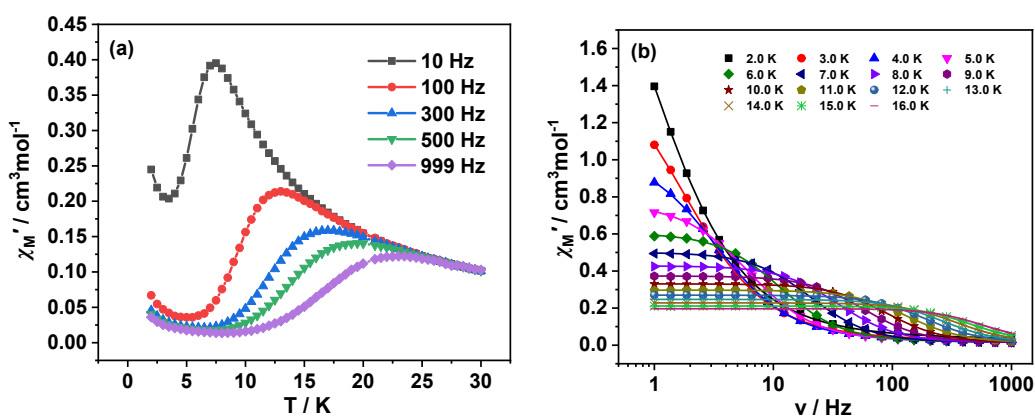 (a)
10 Hz
100 Hz
300 Hz
500 Hz
999 Hz
0.45
0.40
0.35
0.30
0.25
0.20
0.15
0.10
0.05
0.00
χM′ / cm³mol⁻¹
0 5 10 15 20 25 30
T / K
(b)
2.0 K 3.0 K 4.0 K 5.0 K
6.0 K 7.0 K 8.0 K 9.0 K
10.0 K 11.0 K 12.0 K 13.0 K
14.0 K 15.0 K 16.0 K
1.6
1.4
1.2
1.0
0.8
0.6
0.4
0.2
0.0
χM′ / cm³mol⁻¹
1 10 100 1000
ν / Hz